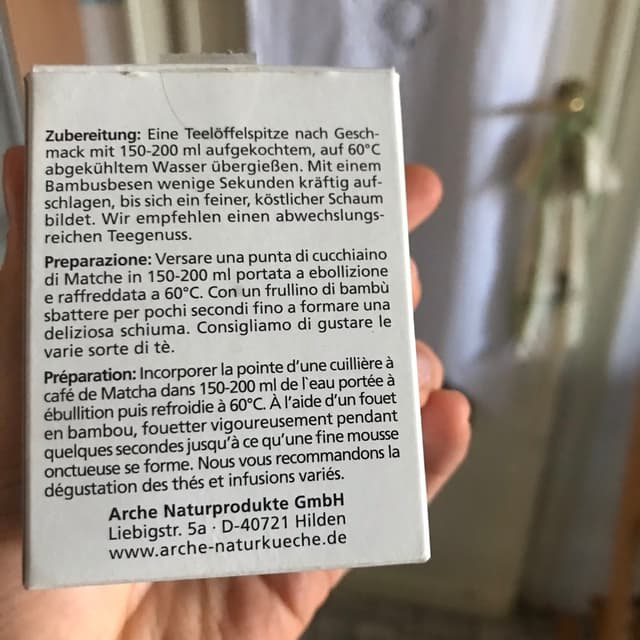 Zubereitung: Eine Teelöffelspitze nach Gesch-
mack mit 150-200 ml aufgekochtem, auf 60°C
abgekühltem Wasser übergießen. Mit einem
Bambusbesen wenige Sekunden kräftig auf-
schlagen, bis sich ein feiner, köstlicher Schaum
bildet. Wir empfehlen einen abwechslungs-
reichen Teegenuss.
Preparazione: Versare una punta di cucchiaino
di Matche in 150-200 ml portata a ebollizione
e raffreddata a 60°C. Con un frullino di bambù
sbattere per pochi secondi fino a formare una
deliziosa schiuma. Consigliamo di gustare le
varie sorte di tè.
Préparation: Incorporer la pointe d'une cuillière à
café de Matcha dans 150-200 ml de l`eau portée à
ébullition puis refroidie à 60°C. À l'aide d'un fouet
en bambou, fouetter vigoureusement pendant
quelques secondes jusqu'à ce qu'une fine mousse
onctueuse se forme. Nous vous recommandons la
dégustation des thés et infusions variés.
Arche Naturprodukte GmbH
Liebigstr. 5a · D-40721 Hilden
www.arche-naturkueche.de